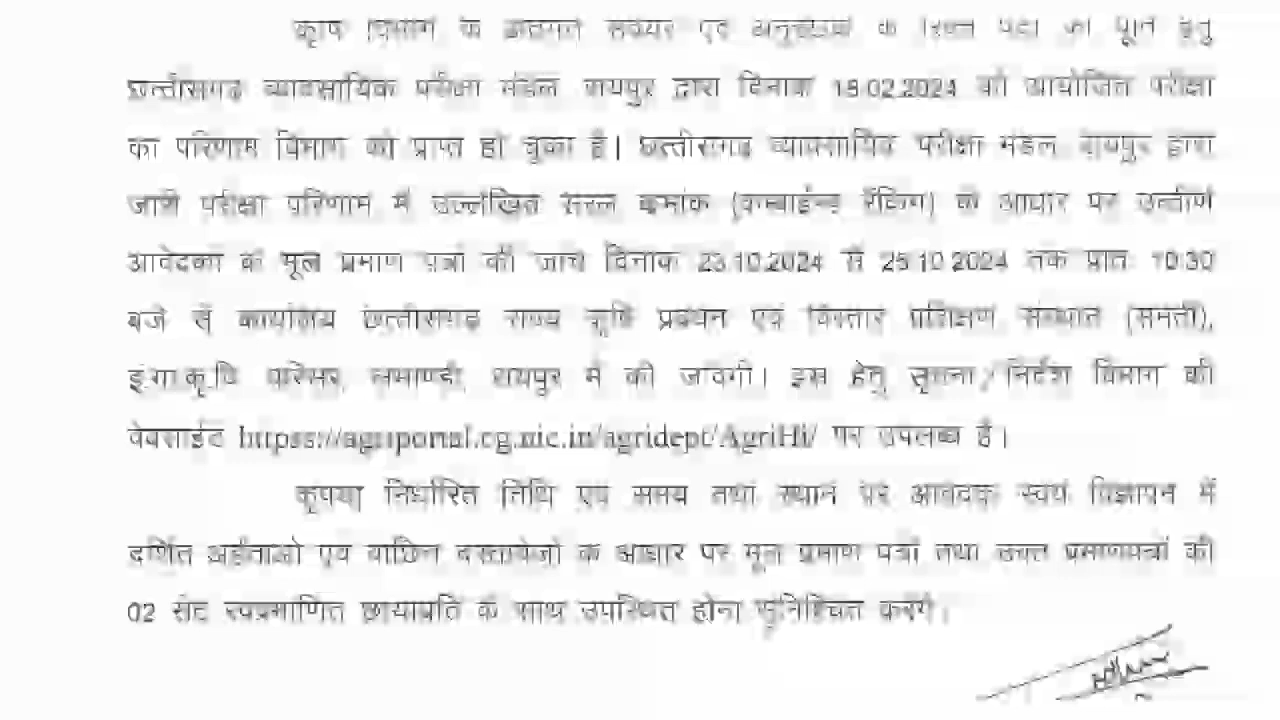 कृषि विभाग के अंतर्गत सर्वेयर एवं के रिक्त पदों की पूर्ति हेतु
छत्तीसगढ़ व्यावसायिक परीक्षा मंडल रायपुर द्वारा दिनांक 18.02.2024 को आयोजित परीक्षा
का परिणाम विभाग को प्राप्त हो चुका है। छत्तीसगढ़ व्यावसायिक परीक्षा मंडल रायपुर द्वारा
जारी परीक्षा परिणाम में उल्लेखित सरल क्रमांक (कम्बाईन्ड रैंकिंग) के आधार पर उत्तीर्ण
आवेदकों के मूल प्रमाण पत्रों की जांच दिनांक 23.10.2024 से 25.10.2024 तक प्रातः 10:30
बजे से कार्यालय छत्तीसगढ़ राज्य कृषि प्रबंधन एवं विस्तार प्रशिक्षण संस्थान (समेती),
इं.गां.कृ.वि. परिसर, लभाण्डी, रायपुर में की जावेगी। इस हेतु सूचना/निर्देश विभाग की
वेबसाईट httpss://agriportal.cg.nic.in/agridept/AgriHi/ पर उपलब्ध है।
कृपया निर्धारित तिथि एवं समय तथा स्थान पर आवेदक स्वयं विज्ञापन में
दर्शित अर्हताओं एवं वांछित दस्तावेजों के आधार पर मूल प्रमाण पत्रों तथा उक्त प्रमाणपत्रों की
02 सेट स्वप्रमाणित छायाप्रति के साथ उपस्थित होना सुनिश्चित करेंगे।